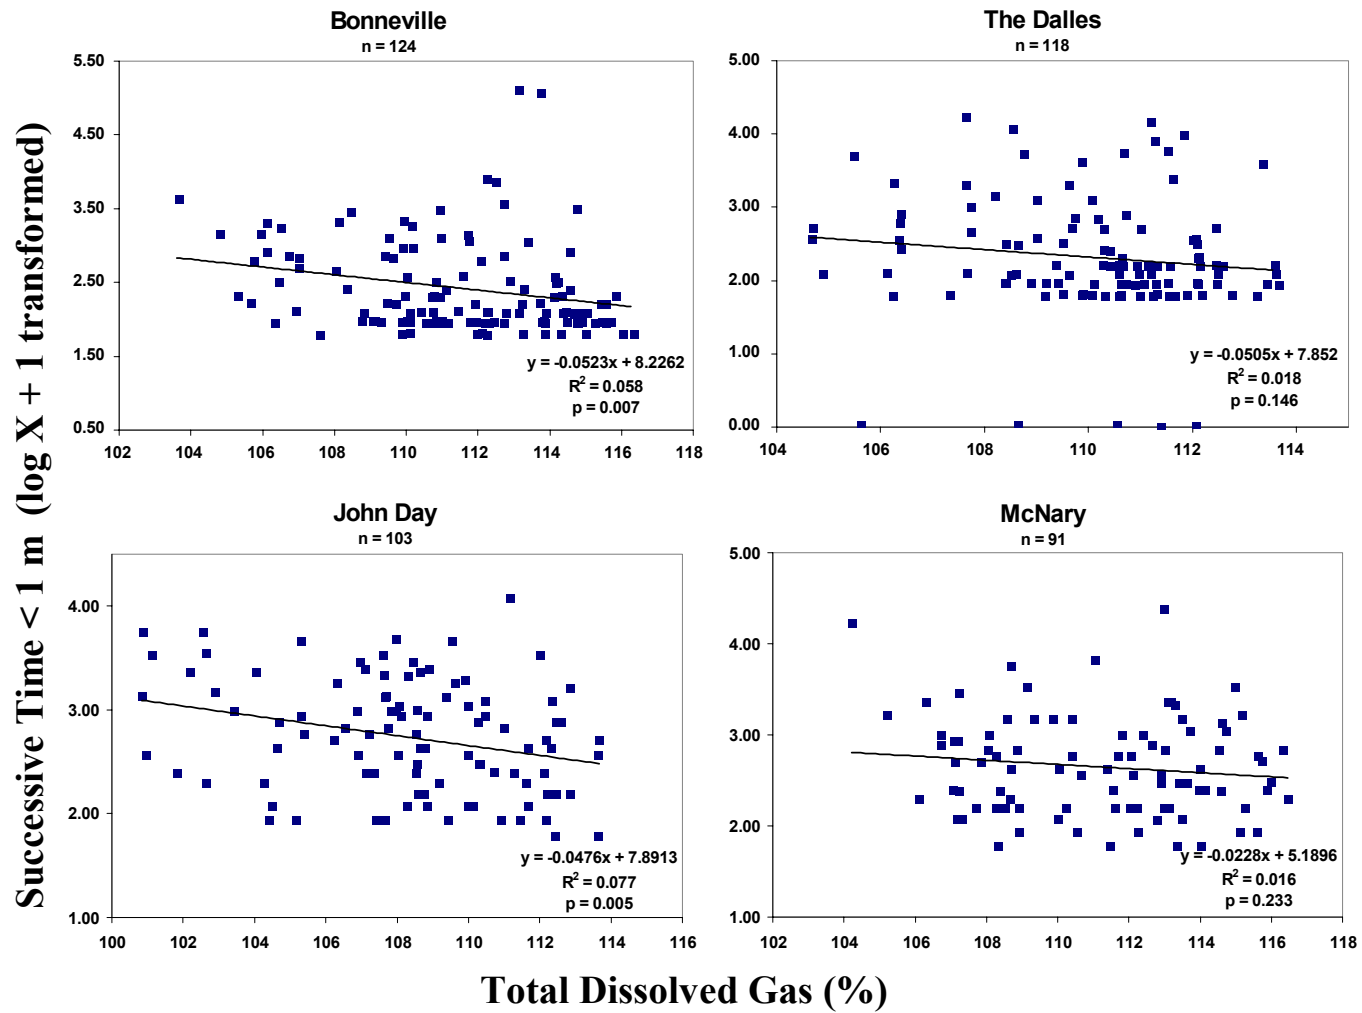 Successive Time < 1 m (log X + 1 transformed)
Bonneville
n = 124
5.50
4.50
3.50
2.50
1.50
0.50
y = -0.0523x + 8.2262
R² = 0.058
p = 0.007
102 104 106 108 110 112 114 116 118
The Dalles
n = 118
5.00
4.00
3.00
2.00
1.00
0.00
y = -0.0505x + 7.852
R² = 0.018
p = 0.146
104 106 108 110 112 114
John Day
n = 103
4.00
3.00
2.00
1.00
y = -0.0476x + 7.8913
R² = 0.077
p = 0.005
100 102 104 106 108 110 112 114 116
McNary
n = 91
5.00
4.00
3.00
2.00
1.00
y = -0.0228x + 5.1896
R² = 0.016
p = 0.233
102 104 106 108 110 112 114 116 118
Total Dissolved Gas (%)